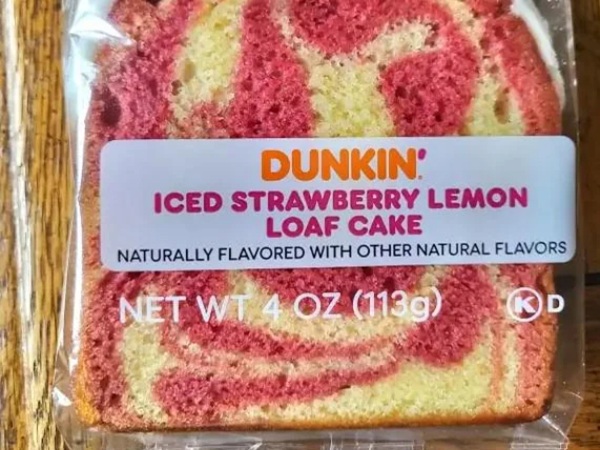 DUNKIN'
ICED STRAWBERRY LEMON
LOAF CAKE
NATURALLY FLAVORED WITH OTHER NATURAL FLAVORS
NET WT 4 OZ (113g) K D